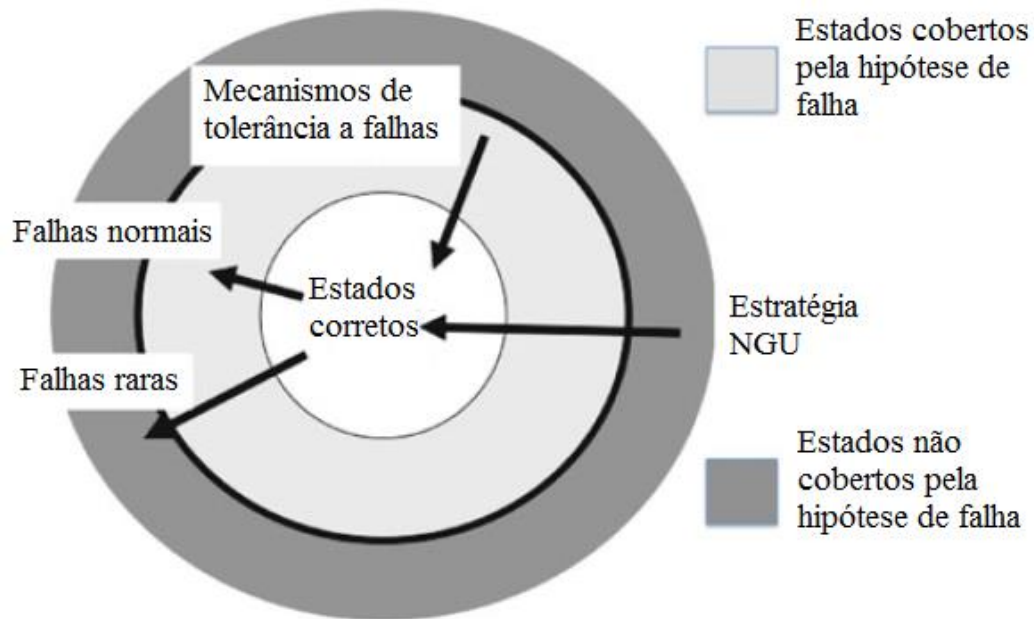 Estados cobertos
pela hipótese de
falha
Mecanismos de
tolerância a falhas
Falhas normais
Estados
corretos
Estratégia
NGU
Falhas raras
Estados não
cobertos pela
hipótese de falha